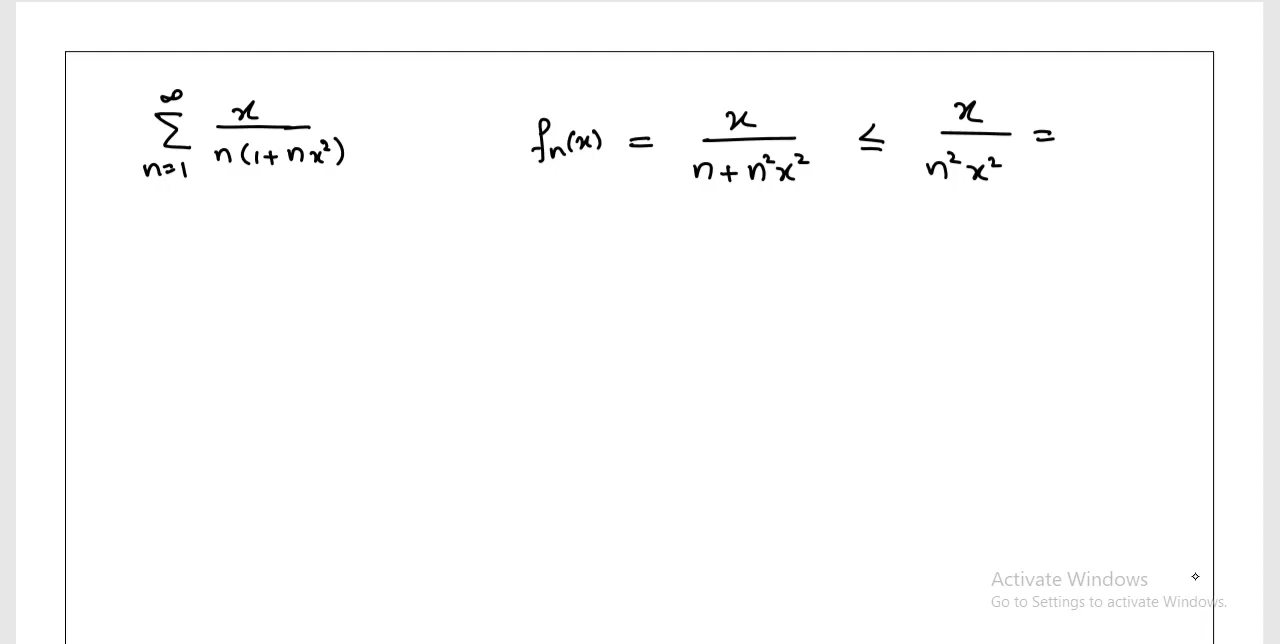 ∞ ∑ n=1 x / n(1+nx²)   fₙ(x) = x / n+n²x² ≤ x / n²x² =
Activate Windows
Go to Settings to activate Windows.